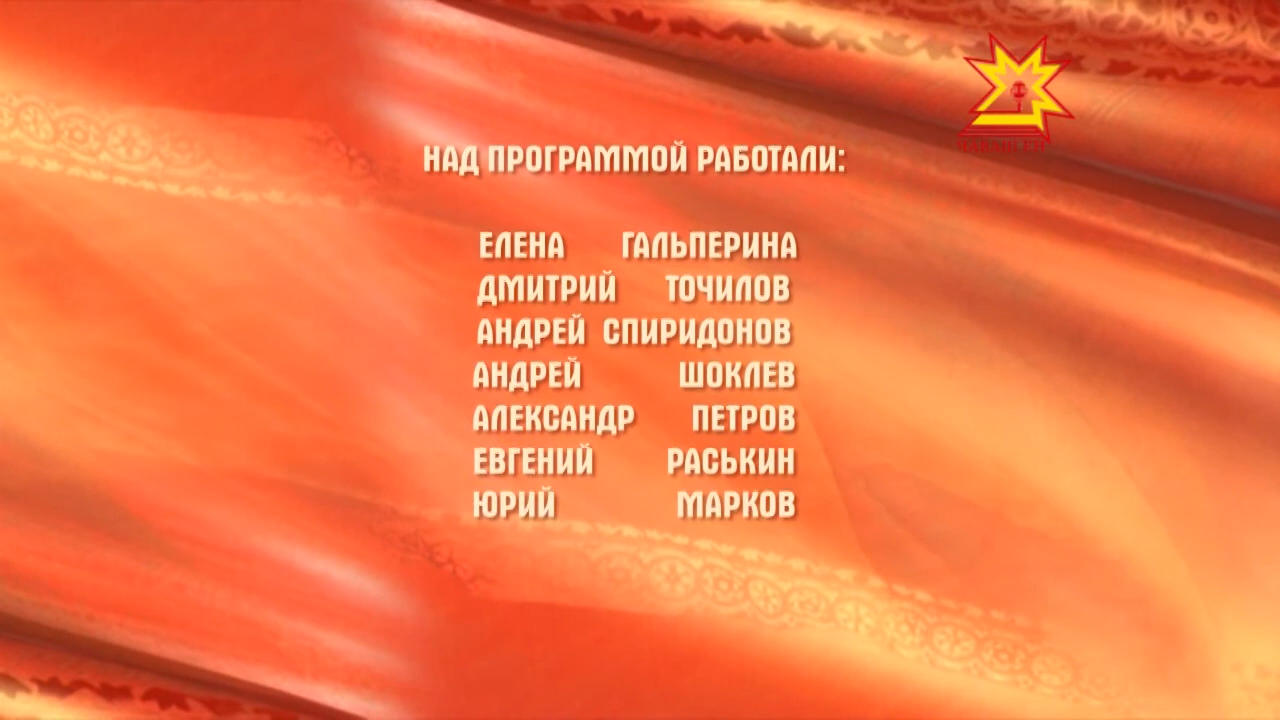 НАД ПРОГРАММОЙ РАБОТАЛИ:
ЕЛЕНА ГАЛЬПЕРИНА
ДМИТРИЙ ТОЧИЛОВ
АНДРЕЙ СПИРИДОНОВ
АНДРЕЙ ШОКЛЕВ
АЛЕКСАНДР ПЕТРОВ
ЕВГЕНИЙ РАСЬКИН
ЮРИЙ МАРКОВ